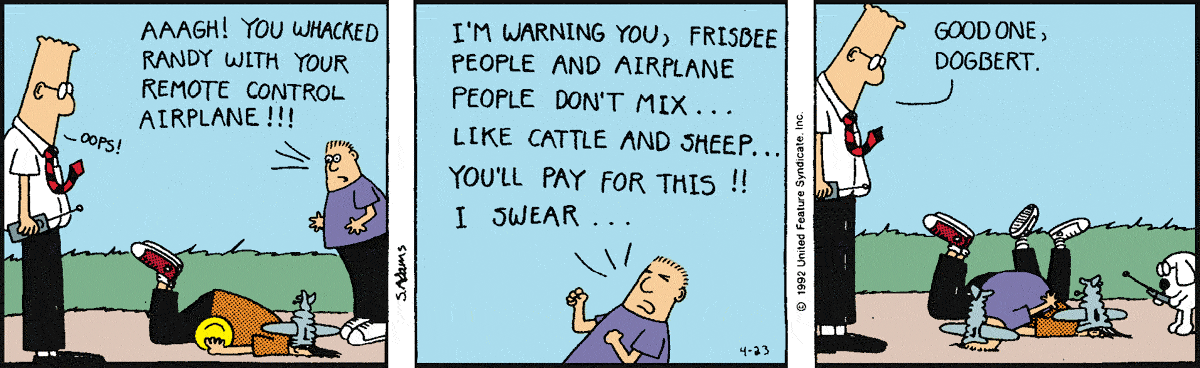 AAAGH! YOU WHACKED
RANDY WITH YOUR
REMOTE CONTROL
AIRPLANE!!!
OOPS!
S.Adams
I'M WARNING YOU, FRISBEE
PEOPLE AND AIRPLANE
PEOPLE DON'T MIX...
LIKE CATTLE AND SHEEP...
YOU'LL PAY FOR THIS!!
I SWEAR...
4-23
© 1992 United Feature Syndicate, Inc.
GOOD ONE,
DOGBERT.